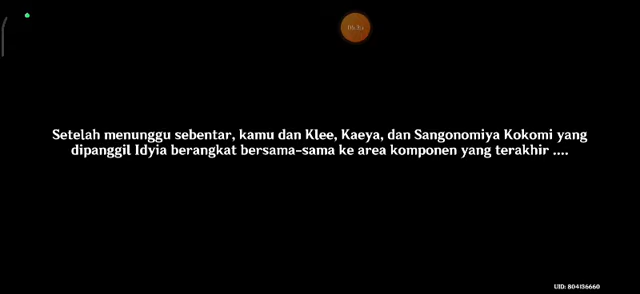 Setelah menunggu sebentar, kamu dan Klee, Kaeya, dan Sangonomiya Kokomi yang
dipanggil Idyia berangkat bersama-sama ke area komponen yang terakhir ....
UID: 804136660